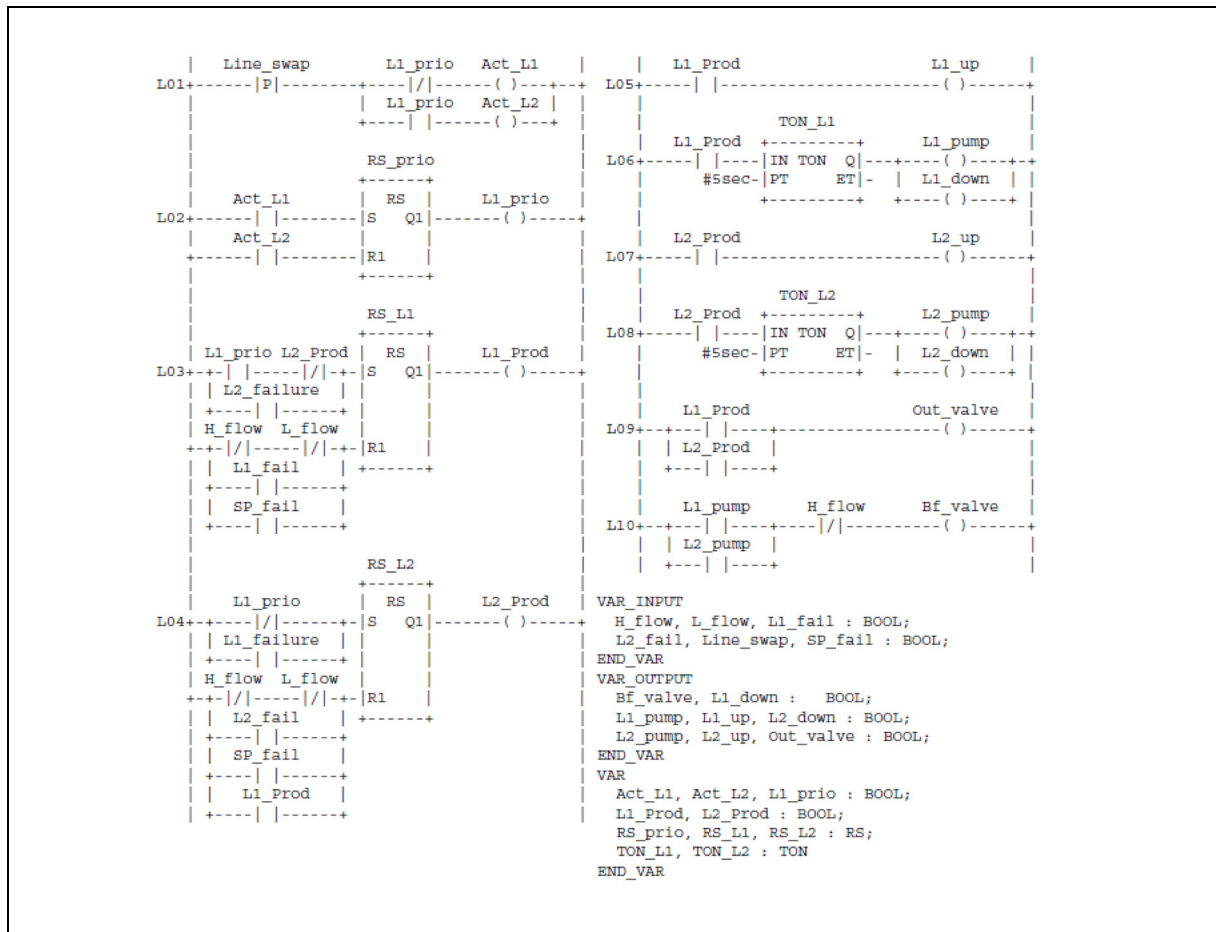 Line_swap L1_prio Act_L1
L01+------|P|--------+----|/|------( )---+--+
L1_prio Act_L2
+----| |------( )---+
RS_prio
+------+
Act_L1 RS L1_prio
L02+------| |--------|S Q1|-------( )-----+
Act_L2
+------| |--------|R1
+------+
RS_L1
+------+
L1_prio L2_Prod RS L1_Prod
L03+-+-| |-----|/|-+-|S Q1|-------( )-----+
L2_failure
+----| |------+
H_flow L_flow
+-+-|/|-----|/|-+-|R1
L1_fail
+----| |------+
+------+
SP_fail
+----| |------+
RS_L2
+------+
L1_prio RS L2_Prod
L04+-+----|/|------+-|S Q1|-------( )-----+
L1_failure
+----| |------+
H_flow L_flow
+-+-|/|-----|/|-+-|R1
L2_fail
+------+
+----| |------+
SP_fail
+----| |------+
L1_Prod
+----| |------+
L1_Prod L1_up
L05+-----| |-----------------------( )------+
TON_L1
L1_Prod +---------+ L1_pump
L06+-----| |----|IN TON Q|---+----( )----+-+
#5sec-|PT ET|- L1_down
+---------+ +----( )----+
L2_Prod L2_up
L07+-----| |-----------------------( )------+
TON_L2
L2_Prod +---------+ L2_pump
L08+-----| |----|IN TON Q|---+----( )----+-+
#5sec-|PT ET|- L2_down
+---------+ +----( )----+
L1_Prod Out_valve
L09+--+---| |----+-----------------( )------+
L2_Prod
+---| |----+
L1_pump H_flow Bf_valve
L10+--+---| |----+----|/|----------( )------+
L2_pump
+---| |----+
VAR_INPUT
H_flow, L_flow, L1_fail : BOOL;
L2_fail, Line_swap, SP_fail : BOOL;
END_VAR
VAR_OUTPUT
Bf_valve, L1_down : BOOL;
L1_pump, L1_up, L2_down : BOOL;
L2_pump, L2_up, Out_valve : BOOL;
END_VAR
VAR
Act_L1, Act_L2, L1_prio : BOOL;
L1_Prod, L2_Prod : BOOL;
RS_prio, RS_L1, RS_L2 : RS;
TON_L1, TON_L2 : TON
END_VAR